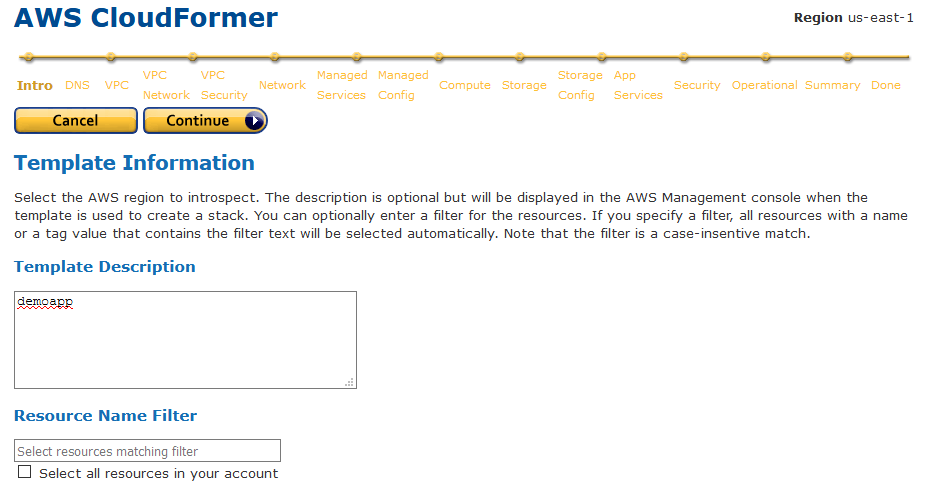 AWS CloudFormer
Region us-east-1
Intro DNS VPC VPC Network VPC Security Network Managed Services Managed Config Compute Storage Storage Config App Services Security Operational Summary Done
Cancel Continue
Template Information
Select the AWS region to introspect. The description is optional but will be displayed in the AWS Management console when the
template is used to create a stack. You can optionally enter a filter for the resources. If you specify a filter, all resources with a name
or a tag value that contains the filter text will be selected automatically. Note that the filter is a case-insentive match.
Template Description
demoapp
Resource Name Filter
Select resources matching filter
Select all resources in your account